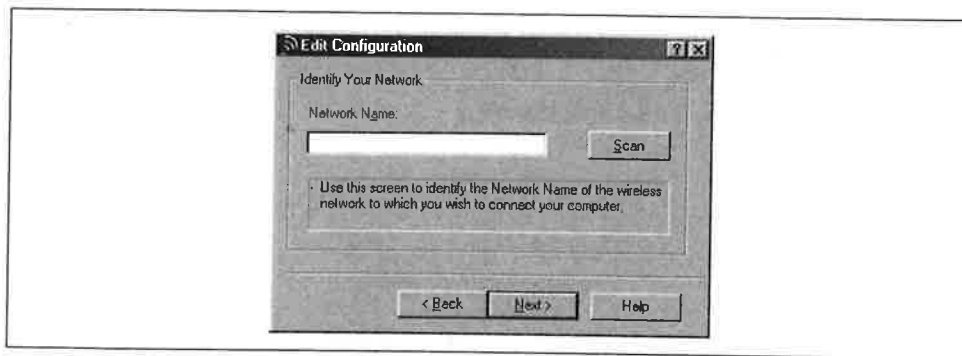 Edit Configuration
Identify Your Network
Network Name:
Scan
Use this screen to identify the Network Name of the wireless
network to which you wish to connect your computer.
< Back
Next >
Help